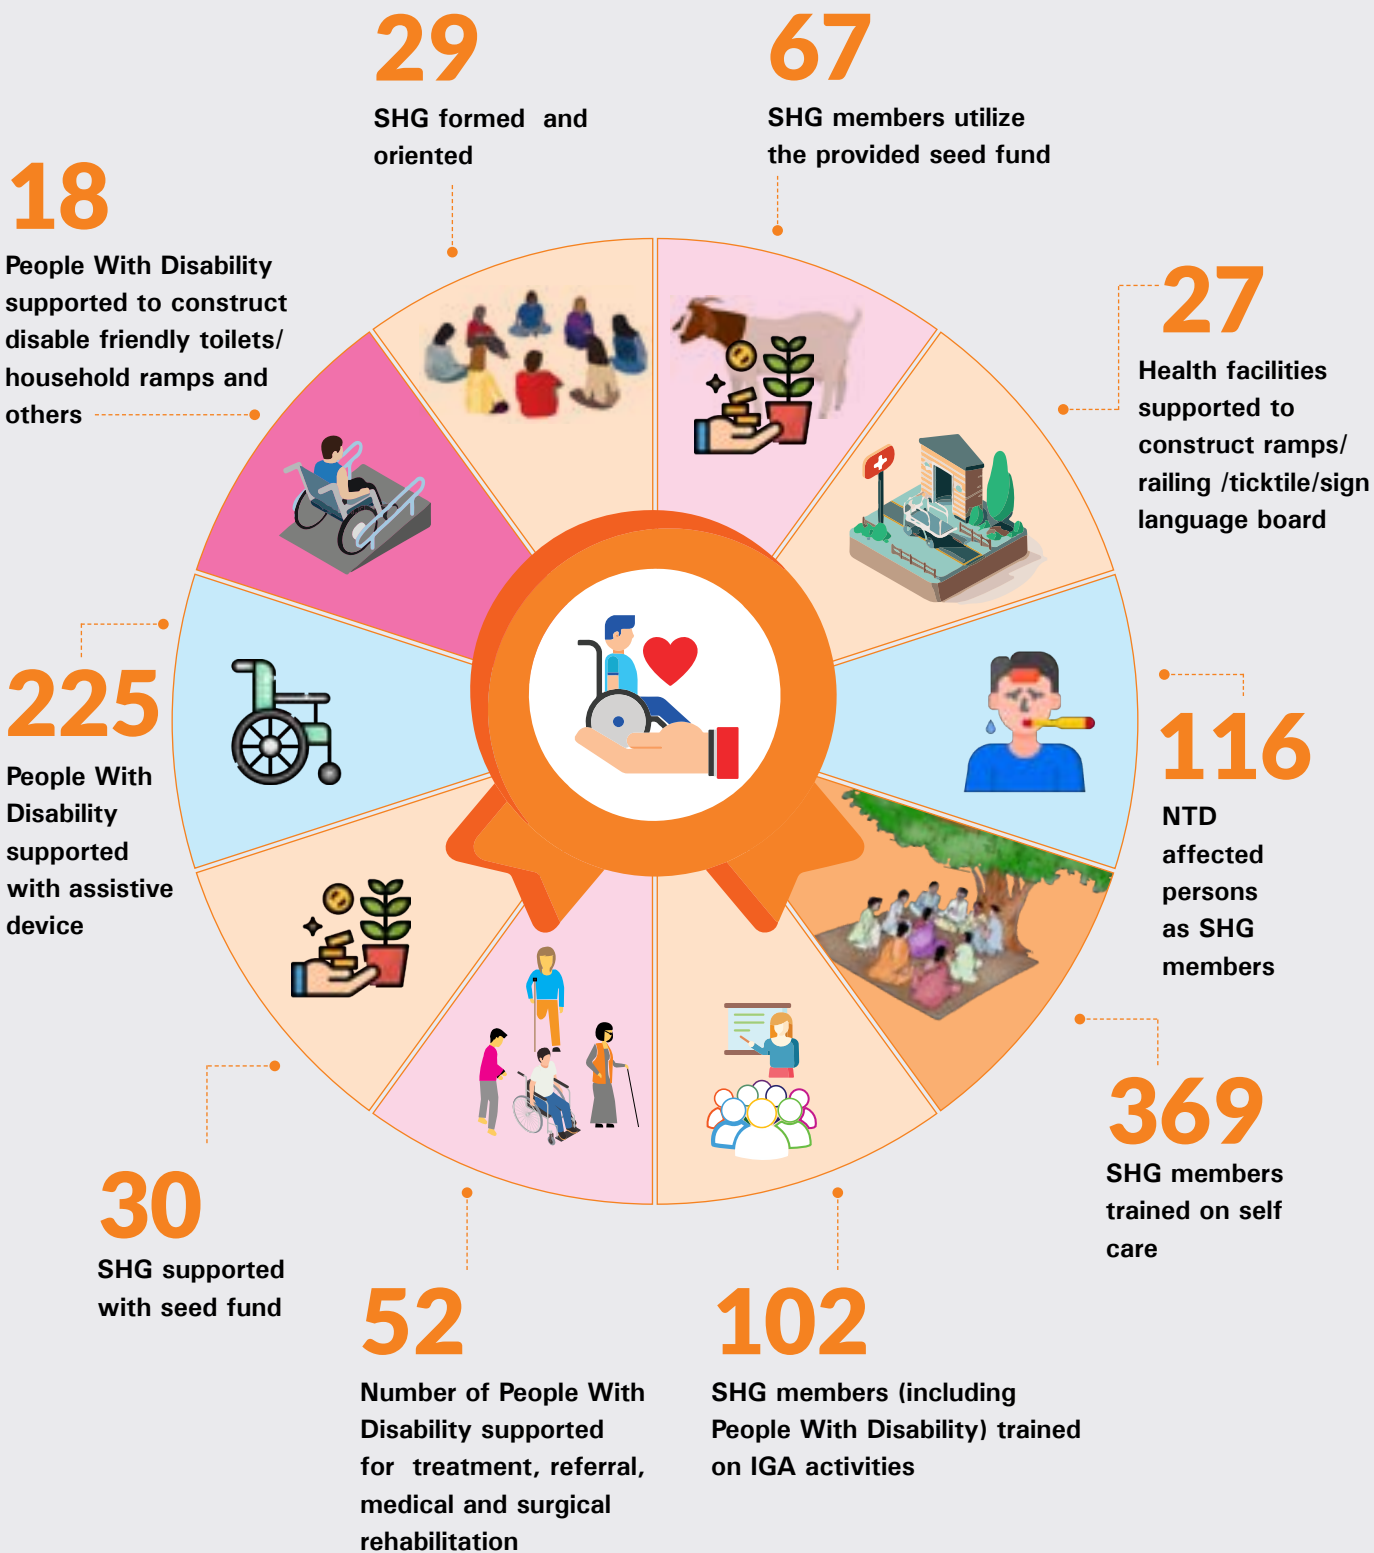 29
SHG formed and
oriented
67
SHG members utilize
the provided seed fund
18
People With Disability
supported to construct
disable friendly toilets/
household ramps and
others
27
Health facilities
supported to
construct ramps/
railing /ticktile/sign
language board
225
People With
Disability
supported
with assistive
device
116
NTD
affected
persons
as SHG
members
30
SHG supported
with seed fund
369
SHG members
trained on self
care
52
Number of People With
Disability supported
for treatment, referral,
medical and surgical
rehabilitation
102
SHG members (including
People With Disability) trained
on IGA activities